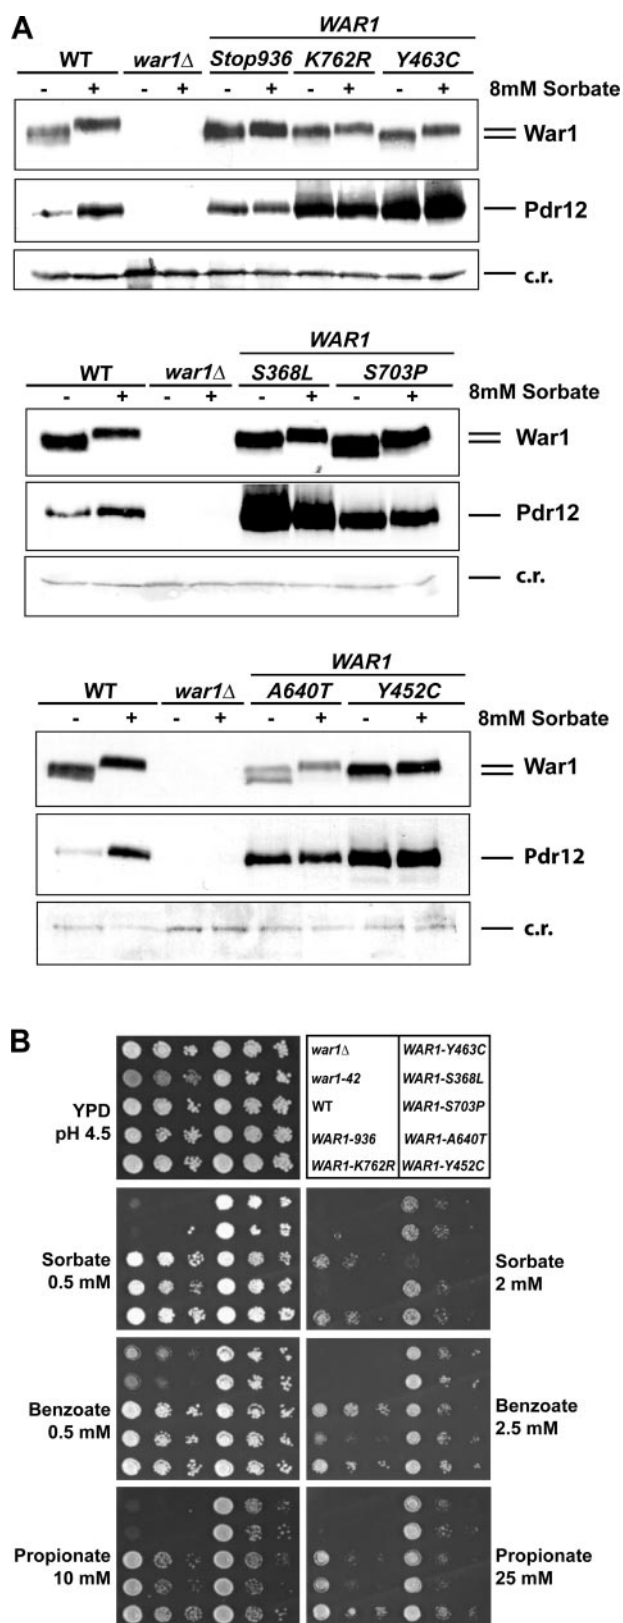 A
WAR1
WT war1Δ Stop936 K762R Y463C
- + - + - + - + - + 8mM Sorbate
War1
Pdr12
c.r.
WAR1
WT war1Δ S368L S703P
- + - + - + - + 8mM Sorbate
War1
Pdr12
c.r.
WAR1
WT war1Δ A640T Y452C
- + - + - + - + 8mM Sorbate
War1
Pdr12
c.r.
B
YPD
pH 4.5
war1Δ WAR1-Y463C
war1-42 WAR1-S368L
WT WAR1-S703P
WAR1-936 WAR1-A640T
WAR1-K762R WAR1-Y452C
Sorbate
0.5 mM
Sorbate
2 mM
Benzoate
0.5 mM
Benzoate
2.5 mM
Propionate
10 mM
Propionate
25 mM